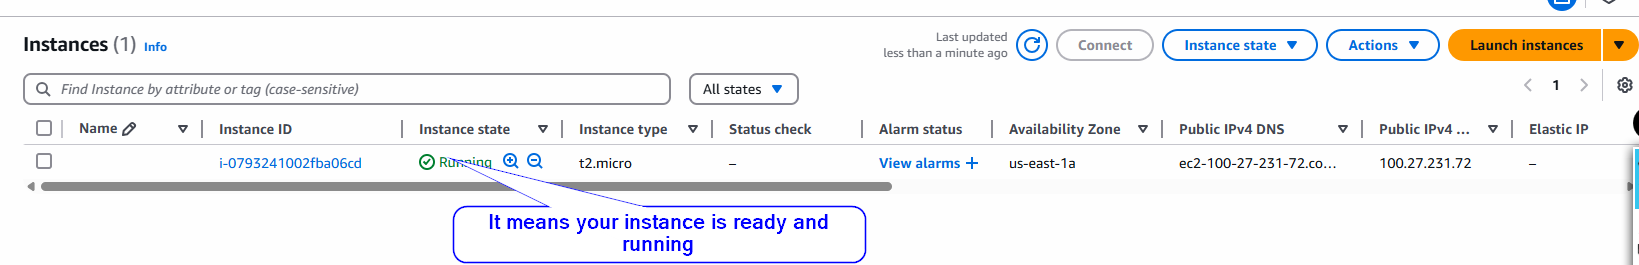 Instances (1) Info
Last updated
less than a minute ago
Connect
Instance state
Actions
Launch instances
Find Instance by attribute or tag (case-sensitive)
All states
1
Name Instance ID Instance state Instance type Status check Alarm status Availability Zone Public IPv4 DNS Public IPv4 ... Elastic IP
i-0793241002fba06cd Running t2.micro – View alarms + us-east-1a ec2-100-27-231-72.co... 100.27.231.72 –
It means your instance is ready and
running